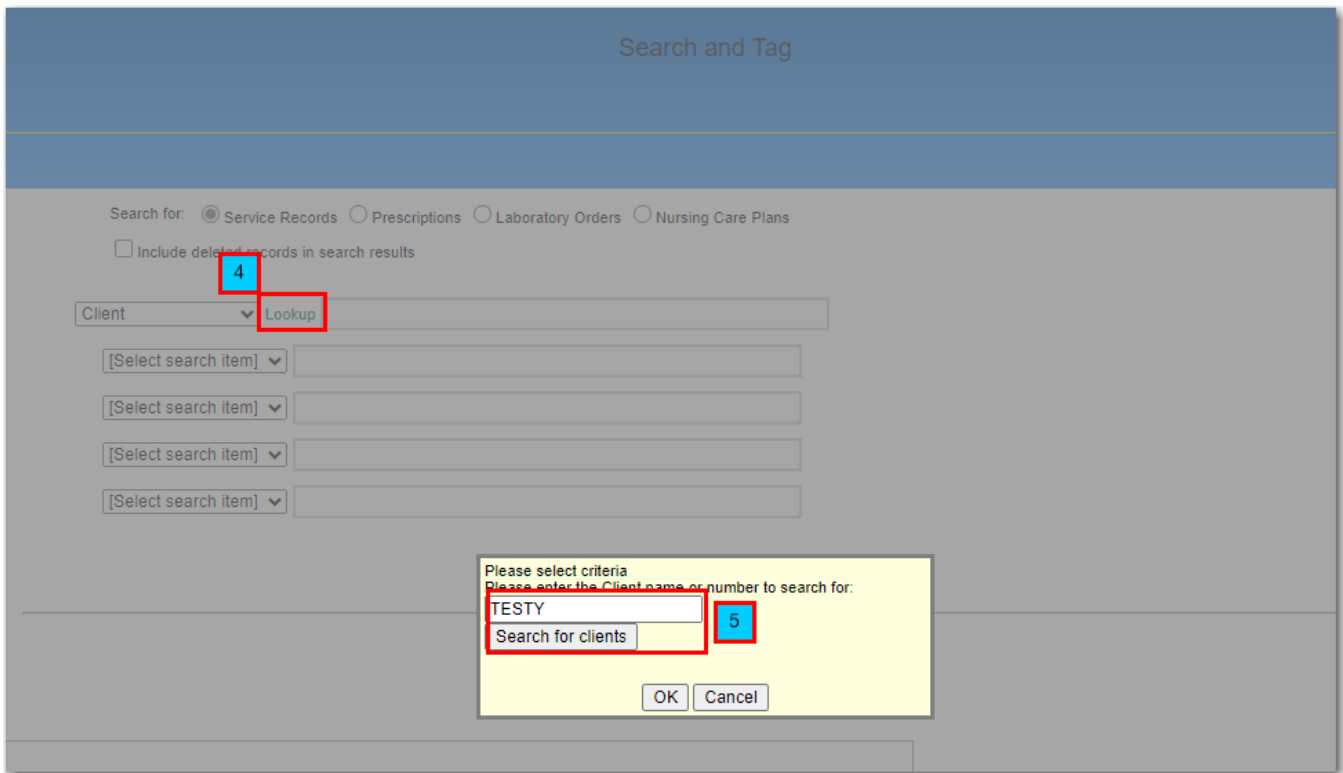 Search and Tag
Search for: Service Records Prescriptions Laboratory Orders Nursing Care Plans
Include deleted records in search results
4
Client Lookup
[Select search item]
[Select search item]
[Select search item]
[Select search item]
Please select criteria
Please enter the Client name or number to search for:
TESTY
5
Search for clients
OK Cancel